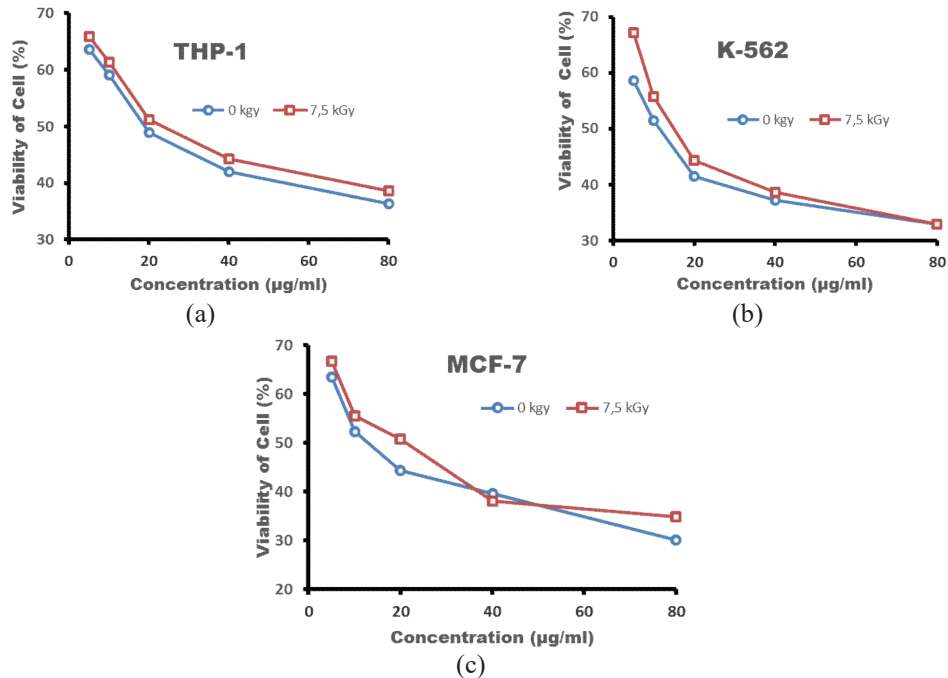 THP-1
Viability of Cell (%)
70
60
50
40
30
0 kgy
7,5 kGy
0
20
40
60
80
Concentration (µg/ml)
(a)
K-562
Viability of Cell (%)
70
60
50
40
30
0 kgy
7,5 kGy
0
20
40
60
80
Concentration (µg/ml)
(b)
MCF-7
Viability of Cell (%)
70
60
50
40
30
20
0 kgy
7,5 kGy
0
20
40
60
80
Concentration (µg/ml)
(c)